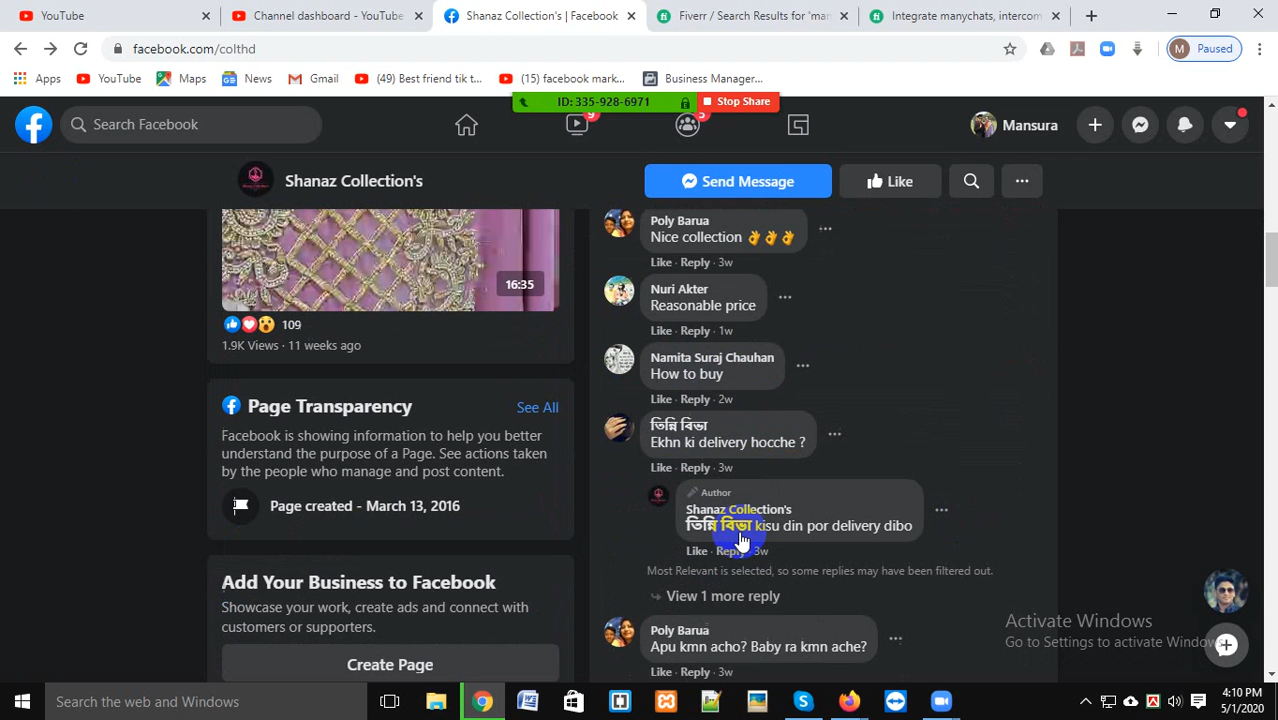 YouTube
Channel dashboard - YouTube
Shanaz Collection's | Facebook
Fiverr / Search Results for 'man
Integrate manychats, intercom
facebook.com/colthd
M Paused
Apps
YouTube
Maps
News
Gmail
(49) Best friend tik t...
(15) facebook mark...
Business Manager...
ID: 335-928-6971
Stop Share
Search Facebook
9
5
Mansura
Shanaz Collection's
Send Message
Like
16:35
109
1.9K Views · 11 weeks ago
Page Transparency
See All
Facebook is showing information to help you better
understand the purpose of a Page. See actions taken
by the people who manage and post content.
Page created - March 13, 2016
Add Your Business to Facebook
Showcase your work, create ads and connect with
customers or supporters.
Create Page
Poly Barua
Nice collection 👌👌👌
Like · Reply · 3w
Nuri Akter
Reasonable price
Like · Reply · 1w
Namita Suraj Chauhan
How to buy
Like · Reply · 2w
তিন্নি বিভা
Ekhn ki delivery hocche ?
Like · Reply · 3w
Author
Shanaz Collection's
তিন্নি বিভা kisu din por delivery dibo
Like · Reply · 3w
Most Relevant is selected, so some replies may have been filtered out.
View 1 more reply
Poly Barua
Apu kmn acho? Baby ra kmn ache?
Like · Reply · 3w
Activate Windows
Go to Settings to activate Windows.
Search the web and Windows
4:10 PM
5/1/2020